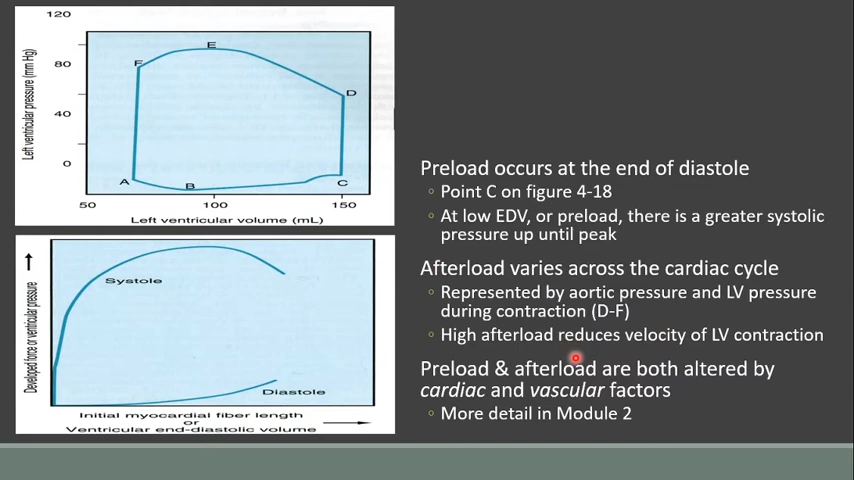 120
80
40
0
Left ventricular pressure (mm Hg)
F
E
D
A
B
C
50
100
150
Left ventricular volume (mL)
Developed force or ventricular pressure
Systole
Diastole
Initial myocardial fiber length
or
Ventricular end-diastolic volume
Preload occurs at the end of diastole
Point C on figure 4-18
At low EDV, or preload, there is a greater systolic
pressure up until peak
Afterload varies across the cardiac cycle
Represented by aortic pressure and LV pressure
during contraction (D-F)
High afterload reduces velocity of LV contraction
Preload & afterload are both altered by
cardiac and vascular factors
More detail in Module 2